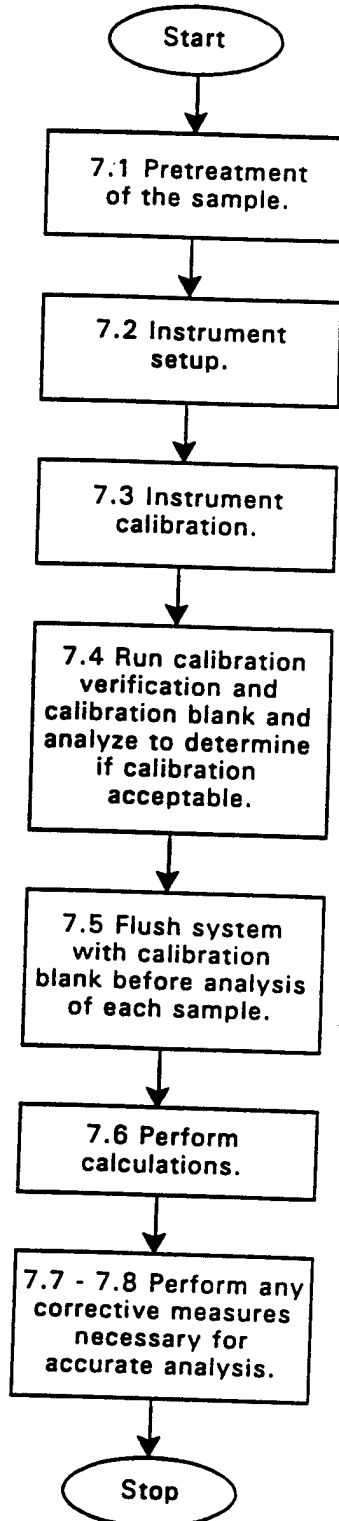 Start
7.1 Pretreatment
of the sample.
7.2 Instrument
setup.
7.3 Instrument
calibration.
7.4 Run calibration
verification and
calibration blank and
analyze to determine
if calibration
acceptable.
7.5 Flush system
with calibration
blank before analysis
of each sample.
7.6 Perform
calculations.
7.7 - 7.8 Perform any
corrective measures
necessary for
accurate analysis.
Stop